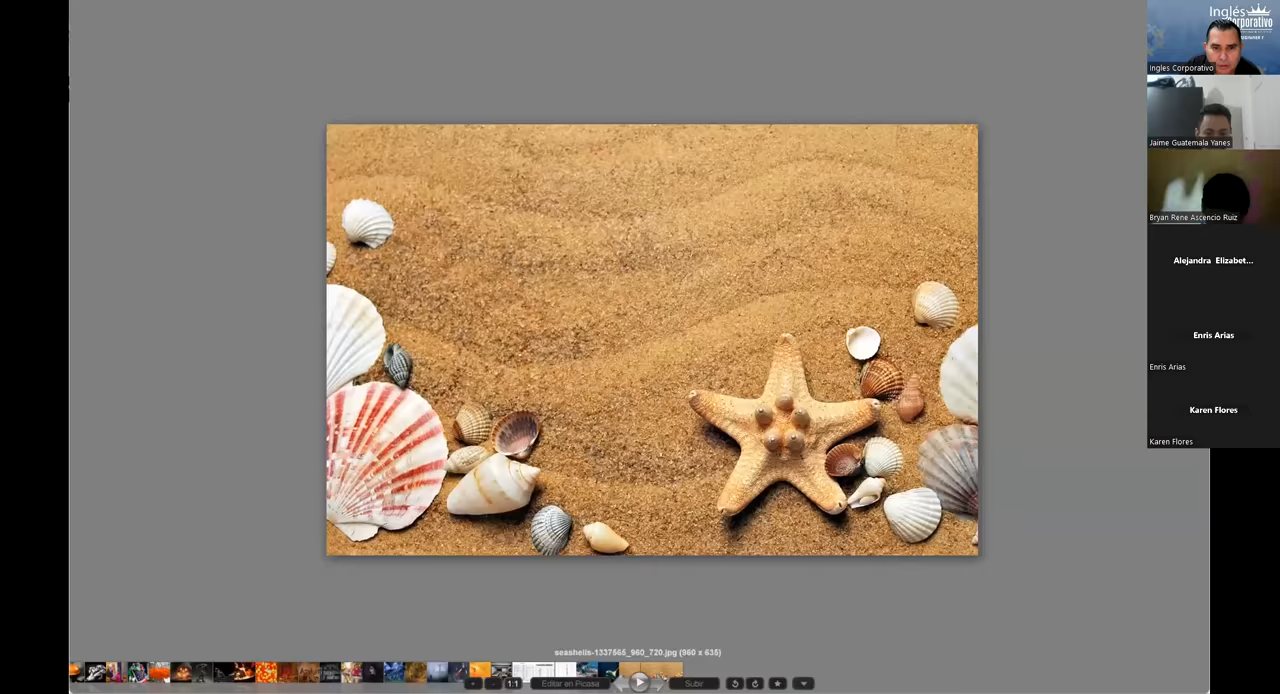 Inglés
Corporativo
Ingles Corporativo
Jaime Guatemala Yanes
Bryan Rene Ascencio Ruiz
Alejandra Elizabet...
Enris Arias
Enris Arias
Karen Flores
Karen Flores
seashells-1337565_960_720.jpg (960 x 635)
1:1
Editar en Picasa
Subir